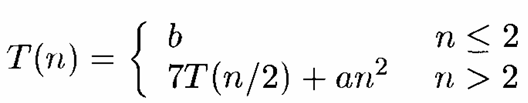 T(n) = { b n ≤ 2
7T(n/2) + an² n > 2